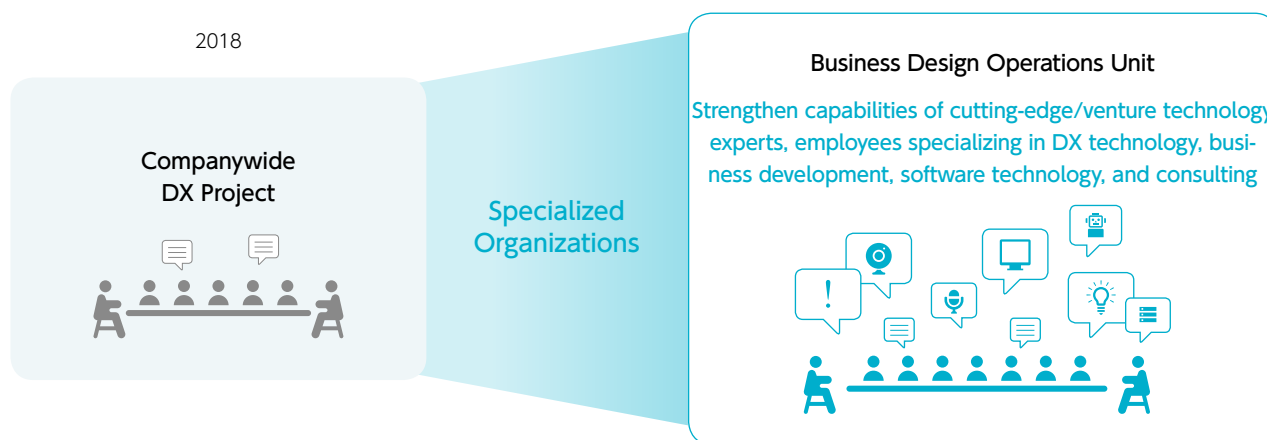 2018
Companywide
DX Project
Specialized
Organizations
Business Design Operations Unit
Strengthen capabilities of cutting-edge/venture technology
experts, employees specializing in DX technology, busi-
ness development, software technology, and consulting
!